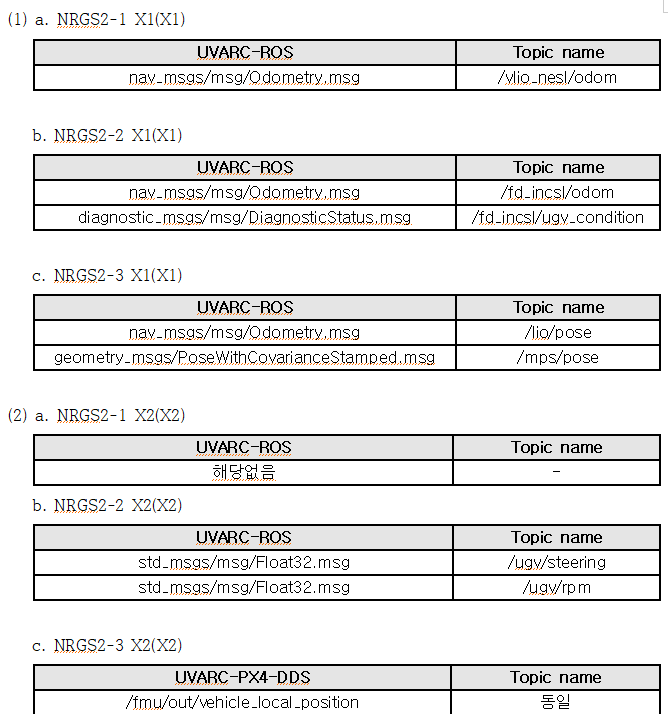 (1) a. NRGS2-1 X1(X1)
UVARC-ROS Topic name
nav_msgs/msg/Odometry.msg /vlio_nesl/odom
b. NRGS2-2 X1(X1)
UVARC-ROS Topic name
nav_msgs/msg/Odometry.msg /fd_incsl/odom
diagnostic_msgs/msg/DiagnosticStatus.msg /fd_incsl/ugv_condition
c. NRGS2-3 X1(X1)
UVARC-ROS Topic name
nav_msgs/msg/Odometry.msg /lio/pose
geometry_msgs/PoseWithCovarianceStamped.msg /mps/pose
(2) a. NRGS2-1 X2(X2)
UVARC-ROS Topic name
해당없음 -
b. NRGS2-2 X2(X2)
UVARC-ROS Topic name
std_msgs/msg/Float32.msg /ugv/steering
std_msgs/msg/Float32.msg /ugv/rpm
c. NRGS2-3 X2(X2)
UVARC-PX4-DDS Topic name
/fmu/out/vehicle_local_position 동일